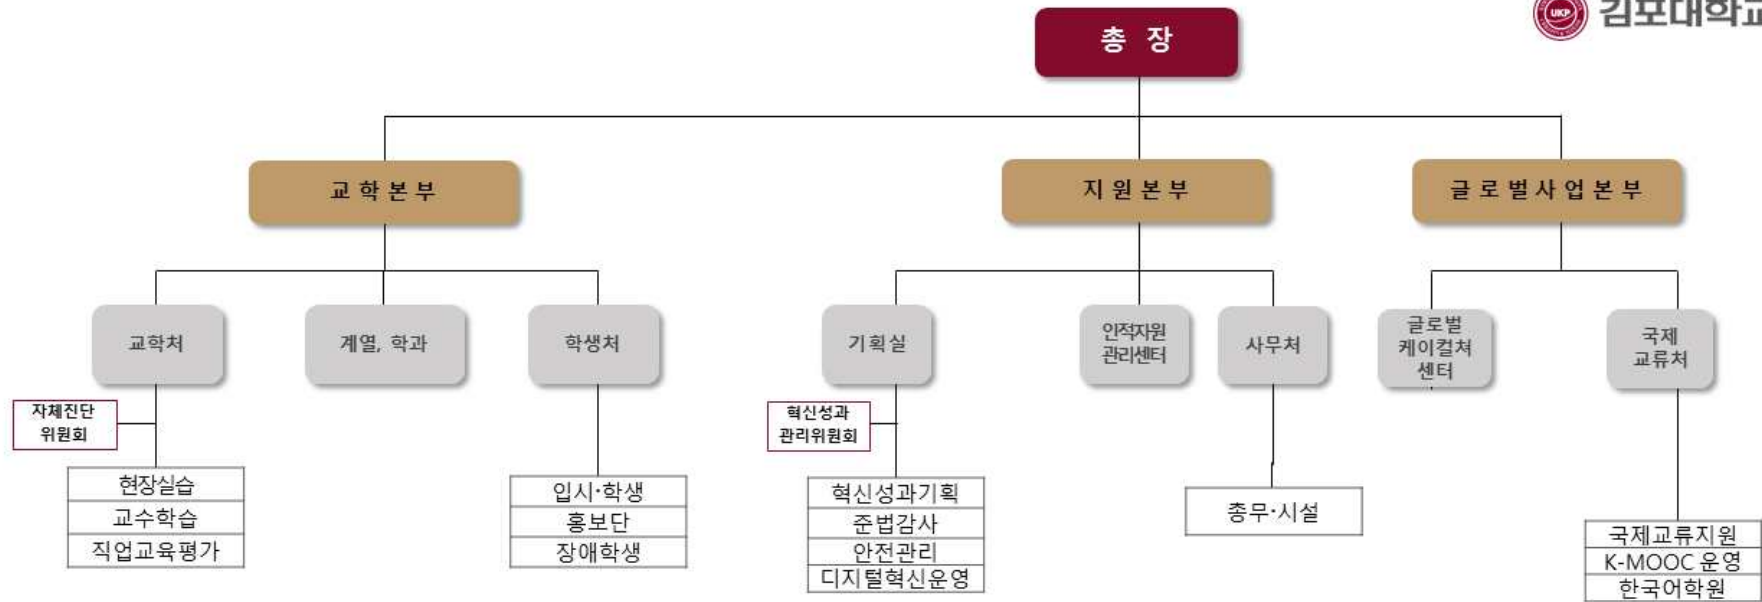 UKP 김포대학교
총 장
교 학 본 부
지 원 본 부
글 로 벌 사 업 본 부
교학처
계열, 학과
학생처
기획실
인적자원
관리센터
사무처
글로벌
케이컬쳐
센터
국제
교류처
자체진단
위원회
혁신성과
관리위원회
현장실습
교수학습
직업교육평가
입시·학생
홍보단
장애학생
혁신성과기획
준법감사
안전관리
디지털혁신운영
총무·시설
국제교류지원
K-MOOC 운영
한국어학원